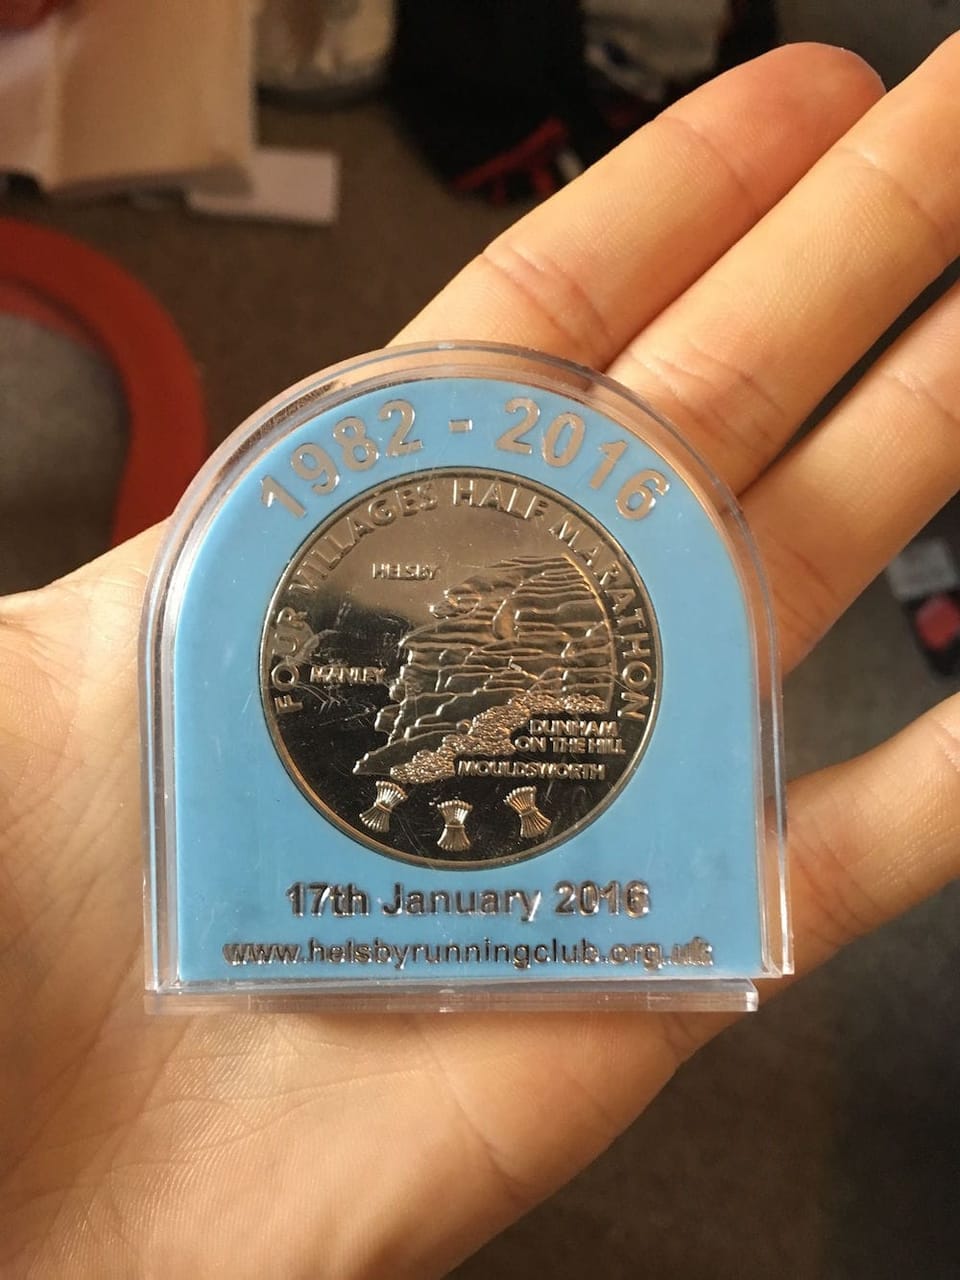 1982 - 2016
FOUR VILLAGES HALF MARATHON
HELSBY
MANLEY
DUNHAM
ON THE HILL
MOULDSWORTH
17th January 2016
www.helsbyrunningclub.org.uk